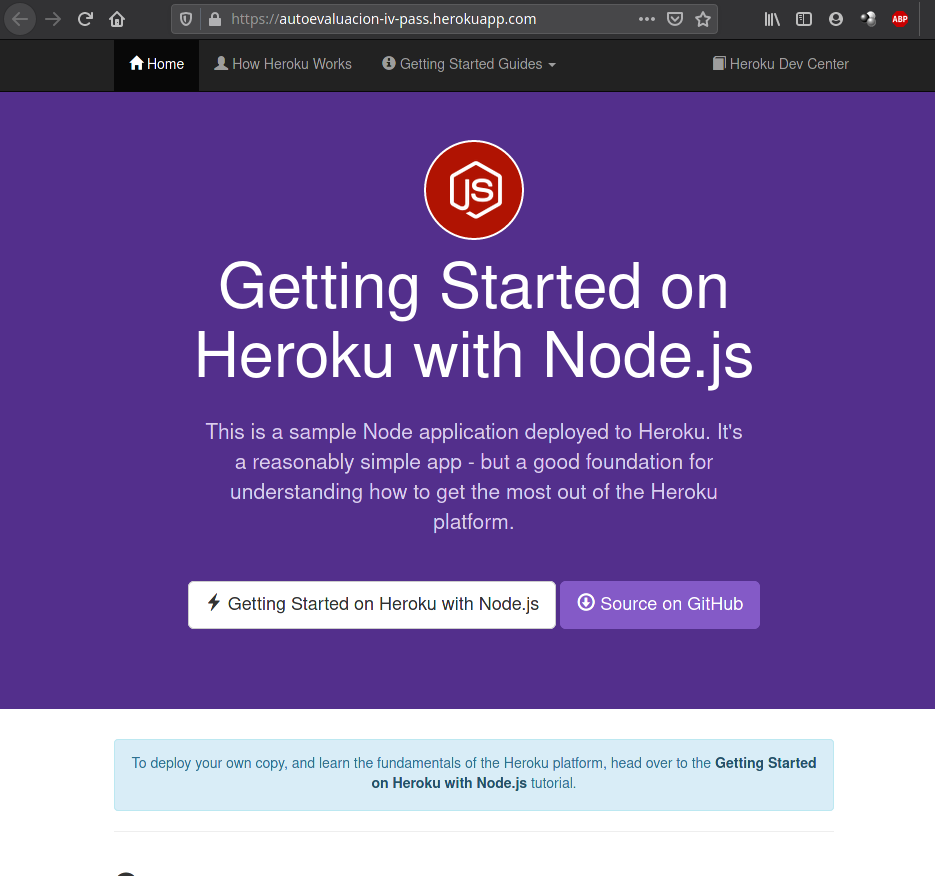 https://autoevaluacion-iv-pass.herokuapp.com
ABP
Home How Heroku Works Getting Started Guides Heroku Dev Center
JS
Getting Started on
Heroku with Node.js
This is a sample Node application deployed to Heroku. It's
a reasonably simple app - but a good foundation for
understanding how to get the most out of the Heroku
platform.
Getting Started on Heroku with Node.js Source on GitHub
To deploy your own copy, and learn the fundamentals of the Heroku platform, head over to the Getting Started
on Heroku with Node.js tutorial.